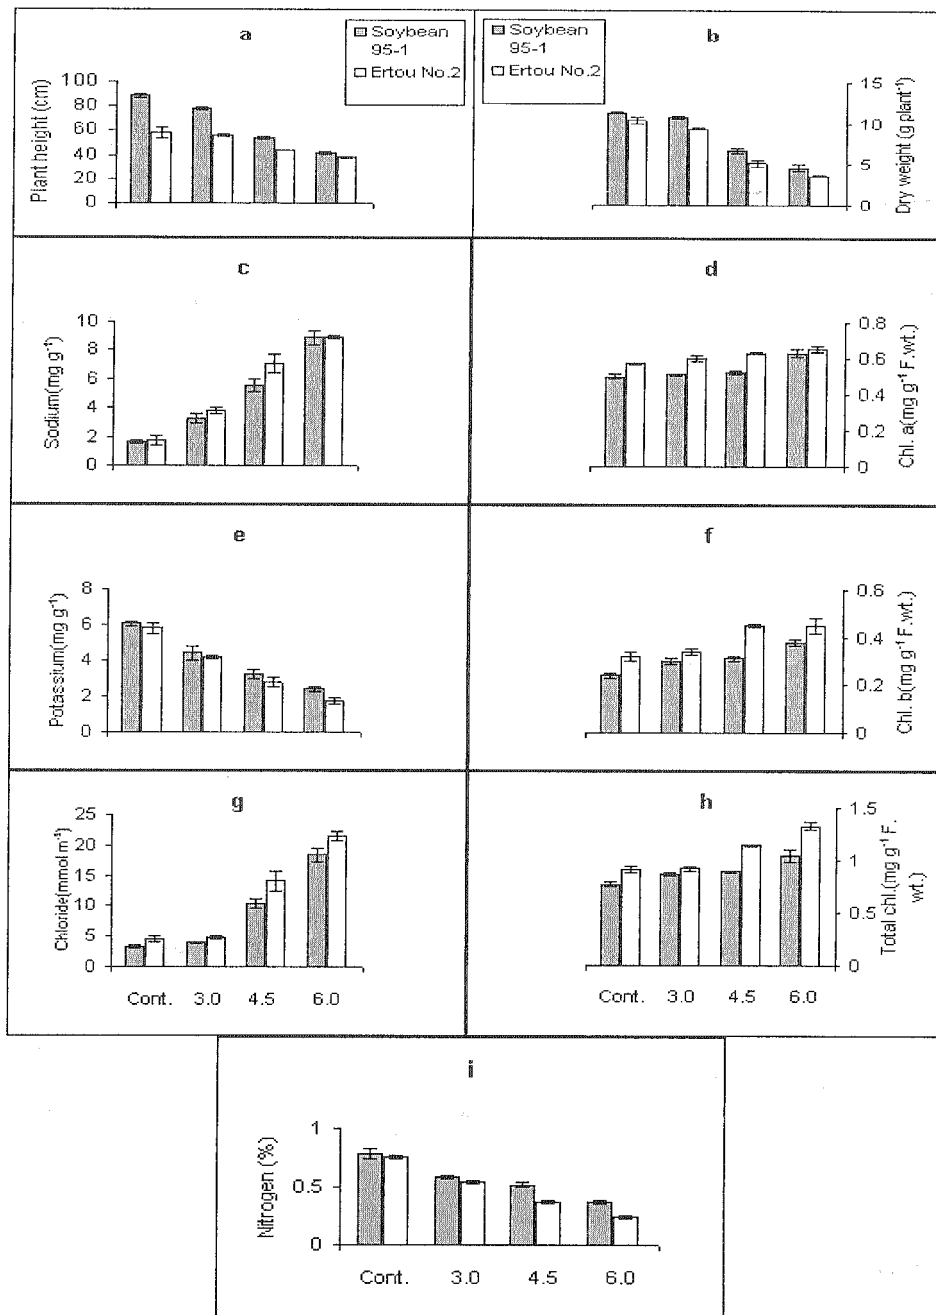 a
Soybean
95-1
Ertou No.2
Plant height (cm)
100
80
60
40
20
0
Soybean
95-1
Ertou No.2
b
15
10
5
0
Dry weight (g plant⁻¹)
c
Sodium(mg g⁻¹)
10
8
6
4
2
0
d
0.8
0.6
0.4
0.2
0
Chl. a(mg g⁻¹ F.wt.)
e
Potassium(mg g⁻¹)
8
6
4
2
0
f
0.6
0.4
0.2
0
Chl. b(mg g⁻¹ F.wt.)
g
Chloride(mmol m⁻¹)
25
20
15
10
5
0
Cont. 3.0 4.5 6.0
h
1.5
1
0.5
0
Total chl.(mg g⁻¹ F.
wt.)
Cont. 3.0 4.5 6.0
i
Nitrogen (%)
1
0.5
0
Cont. 3.0 4.5 6.0